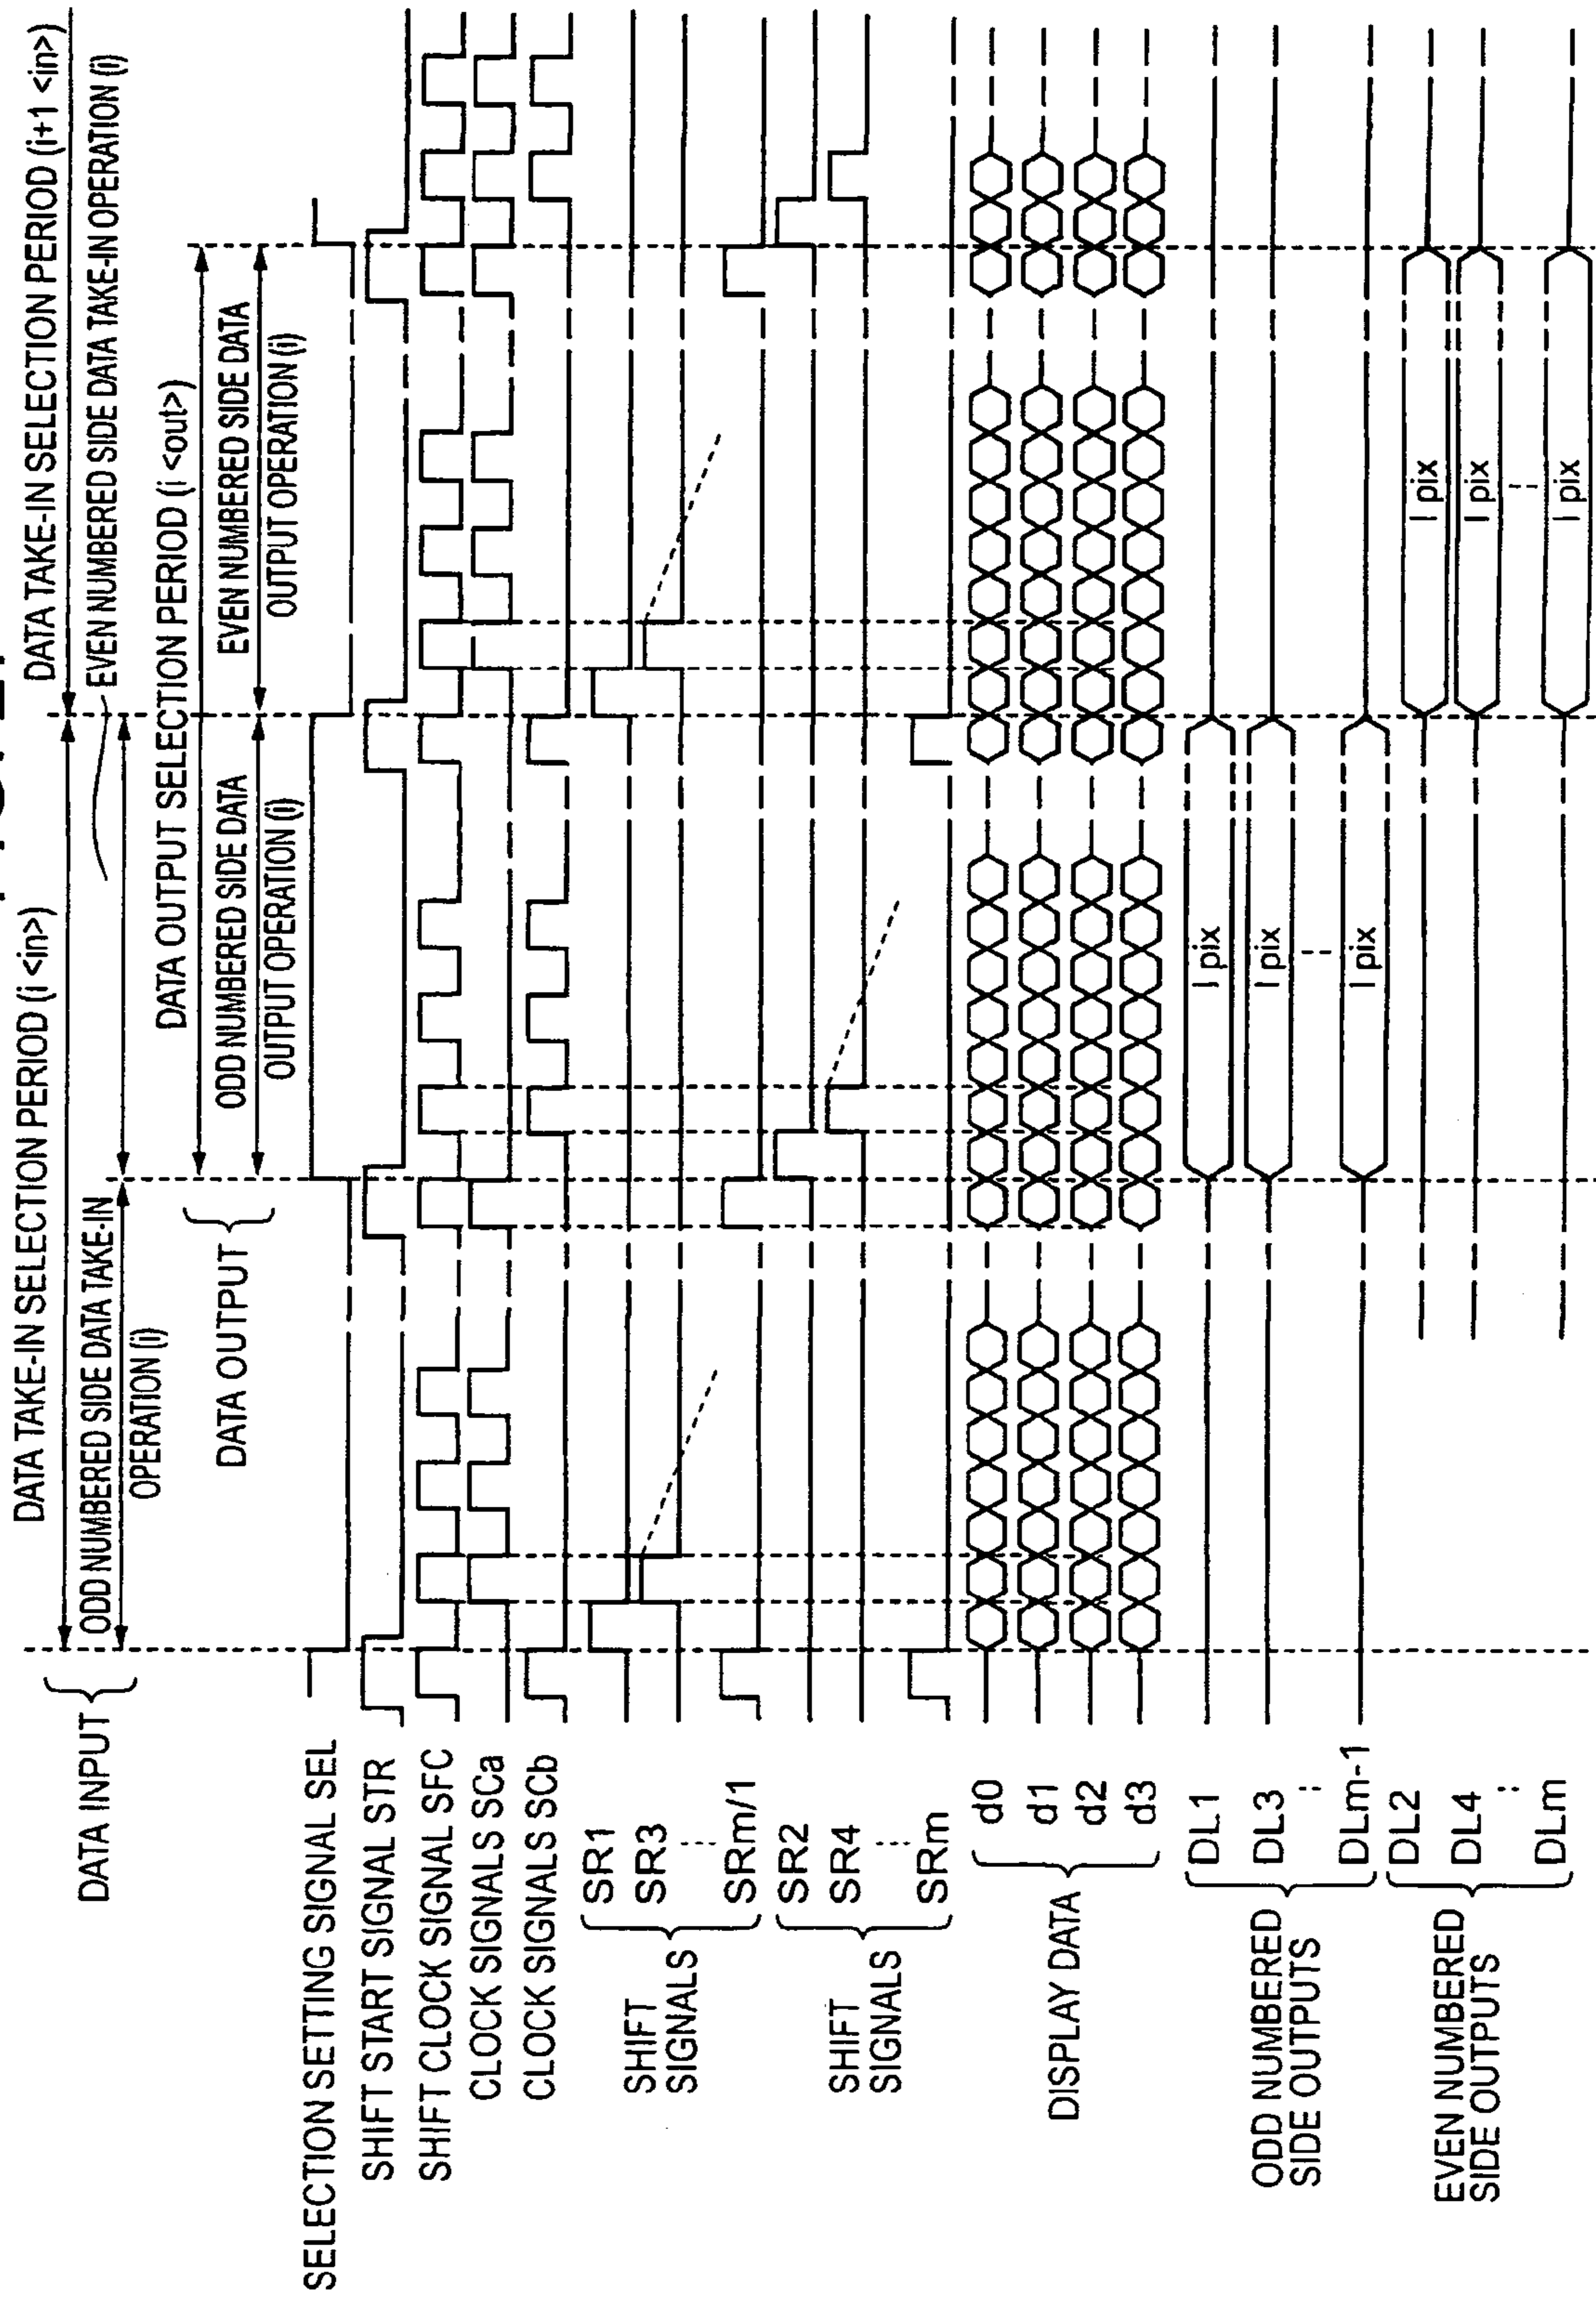 DATA TAKE-IN SELECTION PERIOD (i <in>)
DATA TAKE-IN SELECTION PERIOD (i+1 <in>)
DATA INPUT
ODD NUMBERED SIDE DATA TAKE-IN
OPERATION (i)
EVEN NUMBERED SIDE DATA TAKE-IN OPERATION (i)
DATA OUTPUT SELECTION PERIOD (i <out>)
DATA OUTPUT
ODD NUMBERED SIDE DATA
OUTPUT OPERATION (i)
EVEN NUMBERED SIDE DATA
OUTPUT OPERATION (i)
SELECTION SETTING SIGNAL SEL
SHIFT START SIGNAL STR
SHIFT CLOCK SIGNAL SFC
CLOCK SIGNALS SCa
CLOCK SIGNALS SCb
SHIFT
SIGNALS
SR1
SR3
SRm/1
SHIFT
SIGNALS
SR2
SR4
SRm
DISPLAY DATA
d0
d1
d2
d3
ODD NUMBERED
SIDE OUTPUTS
DL1
I pix
DL3
I pix
DLm-1
I pix
EVEN NUMBERED
SIDE OUTPUTS
DL2
I pix
DL4
I pix
DLm
I pix